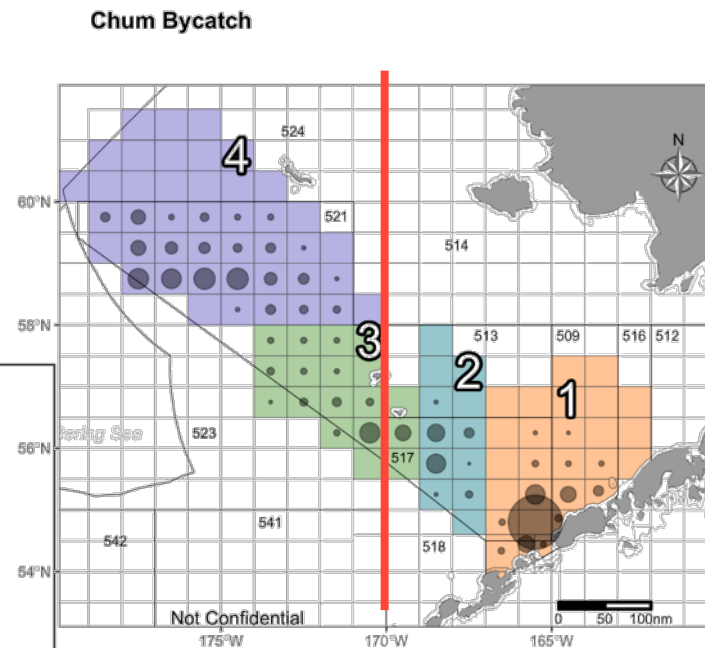 Chum Bycatch
524
4
N
60°N
521
514
58°N
3
513
509
516
512
2
1
Bering Sea
523
56°N
517
541
542
518
54°N
Not Confidential
0 50 100nm
175°W 170°W 165°W